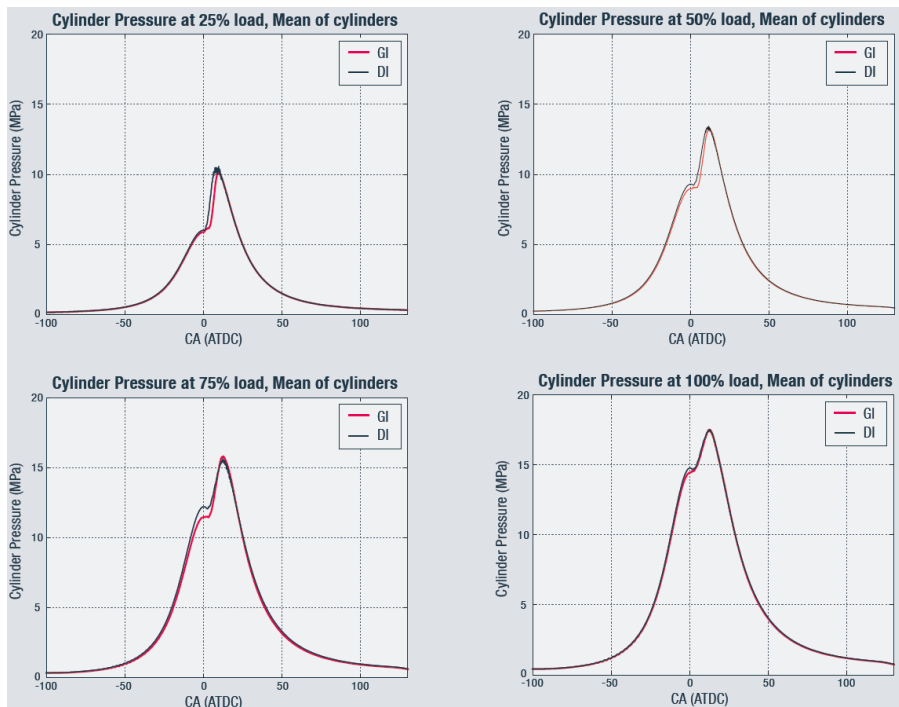 Cylinder Pressure at 25% load, Mean of cylinders
20
15
10
5
0
Cylinder Pressure (MPa)
GI
DI
-100 -50 0 50 100
CA (ATDC)
Cylinder Pressure at 50% load, Mean of cylinders
20
15
10
5
0
Cylinder Pressure (MPa)
GI
DI
-100 -50 0 50 100
CA (ATDC)
Cylinder Pressure at 75% load, Mean of cylinders
20
15
10
5
0
Cylinder Pressure (MPa)
GI
DI
-100 -50 0 50 100
CA (ATDC)
Cylinder Pressure at 100% load, Mean of cylinders
20
15
10
5
0
Cylinder Pressure (MPa)
GI
DI
-100 -50 0 50 100
CA (ATDC)